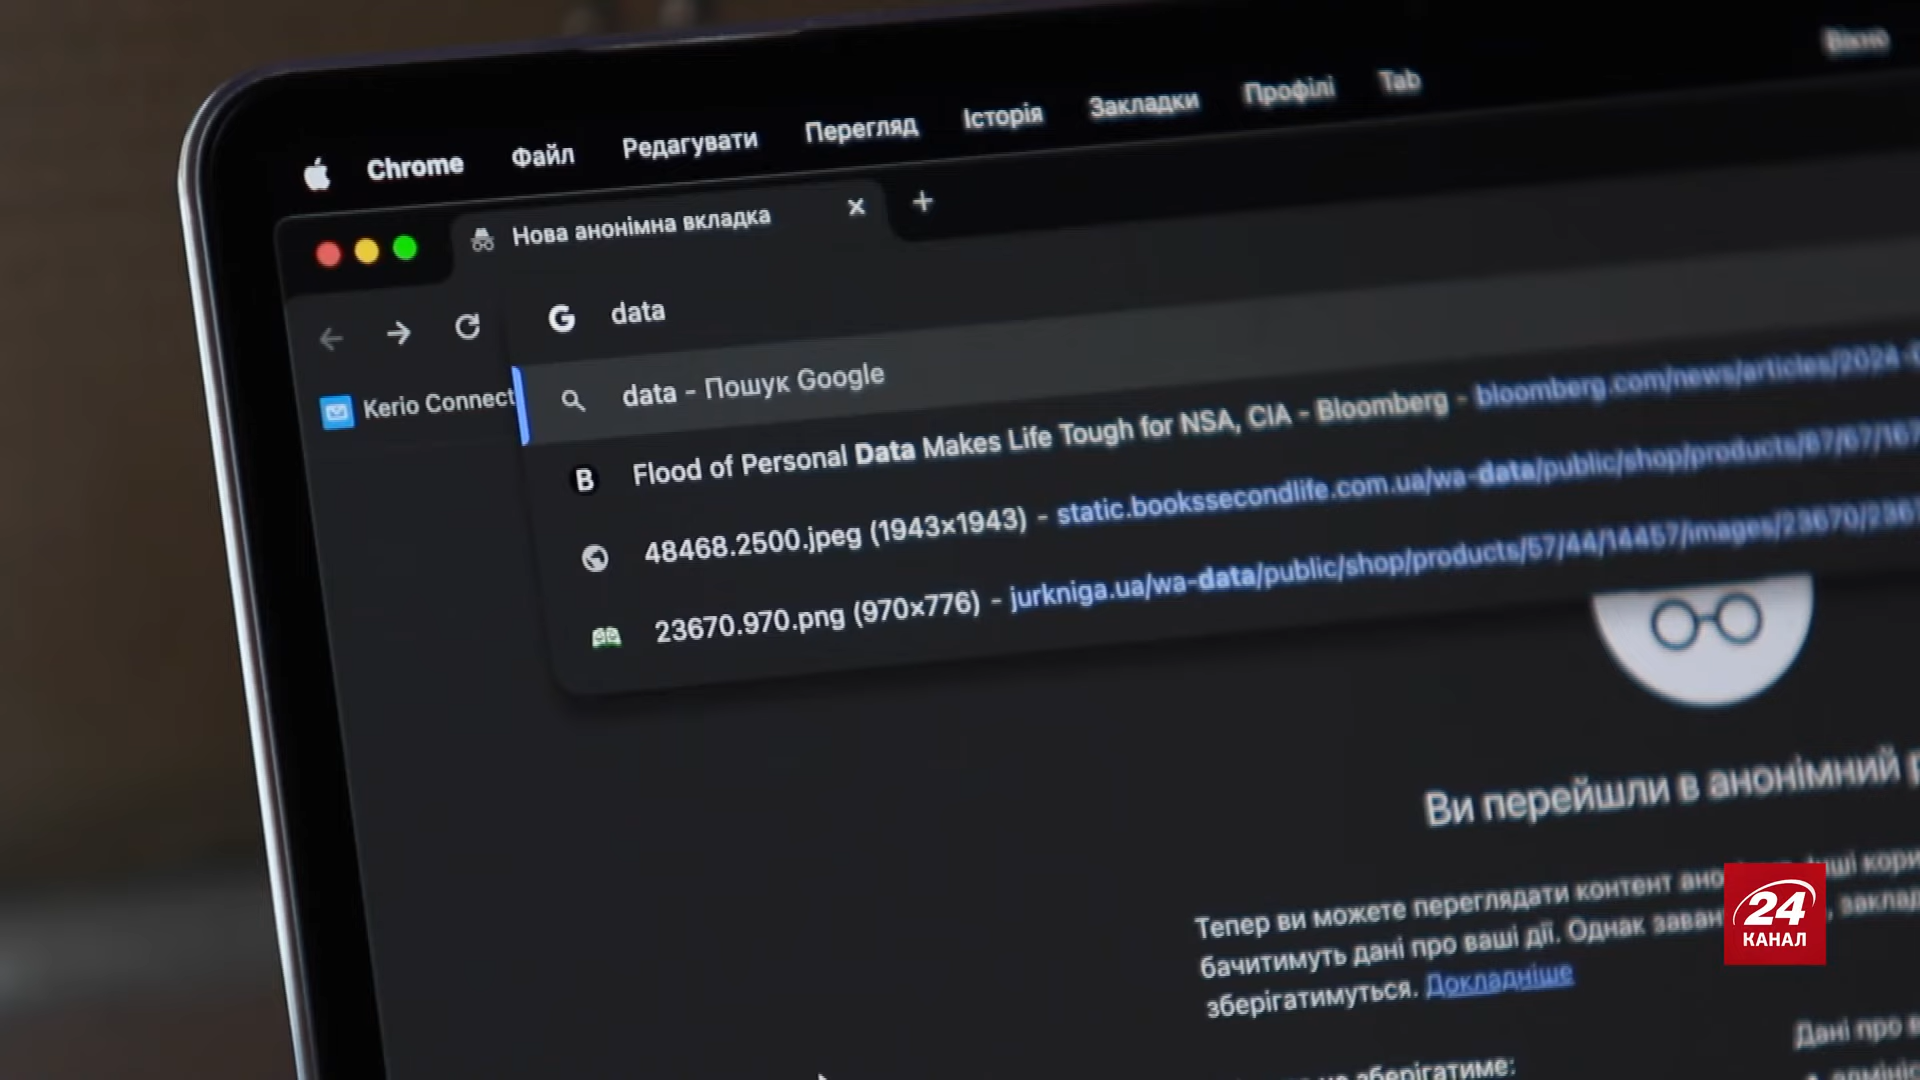 Chrome Файл Редагувати Перегляд Історія Закладки Профілі Tab Вікно
Нова анонімна вкладка
data
Kerio Connect
data - Пошук Google
Flood of Personal Data Makes Life Tough for NSA, CIA - Bloomberg - bloomberg.com/news/articles/2024-
48468.2500.jpeg (1943×1943) - static.bookssecondlife.com.ua/wa-data/public/shop/products/67/67/167
23670.970.png (970×776) - jurkniga.ua/wa-data/public/shop/products/57/44/14457/images/23670/236
Ви перейшли в анонімний
Тепер ви можете переглядати контент
бачитимуть дані про ваші дії. Однак
зберігатимуться. Докладніше
Дані про
зберігатиме:
24
КАНАЛ